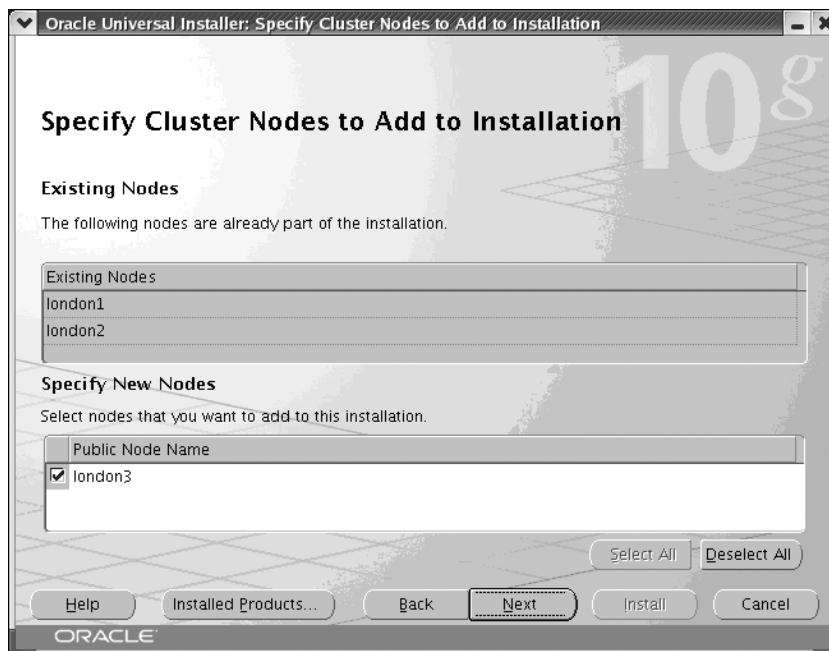 Oracle Universal Installer: Specify Cluster Nodes to Add to Installation
10g
Specify Cluster Nodes to Add to Installation
Existing Nodes
The following nodes are already part of the installation.
Existing Nodes
london1
london2
Specify New Nodes
Select nodes that you want to add to this installation.
Public Node Name
london3
Select All Deselect All
Help Installed Products... Back Next Install Cancel
ORACLE